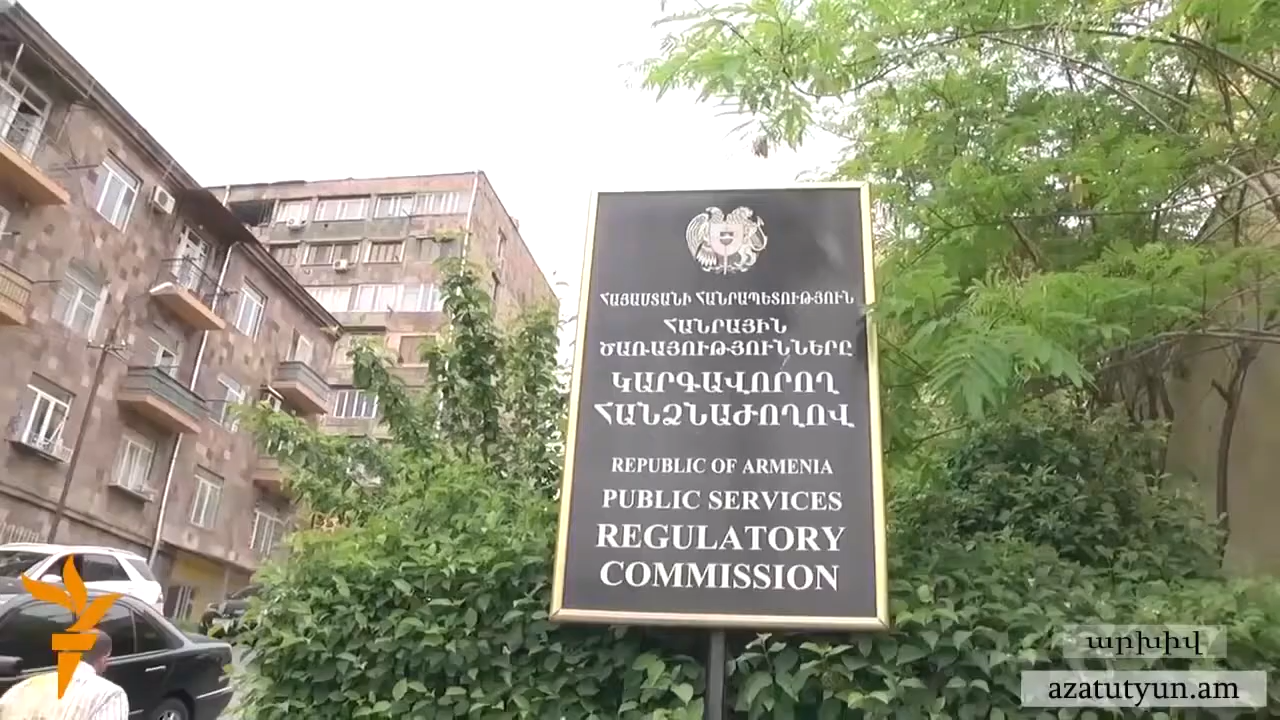 ՀԱՅԱՍՏԱՆԻ ՀԱՆՐԱՊԵՏՈՒԹՅՈՒՆ
ՀԱՆՐԱՅԻՆ
ԾԱՌԱՅՈՒԹՅՈՒՆՆԵՐԸ
ԿԱՐԳԱՎՈՐՈՂ
ՀԱՆՁՆԱԺՈՂՈՎ
REPUBLIC OF ARMENIA
PUBLIC SERVICES
REGULATORY
COMMISSION
արխիվ
azatutyun.am